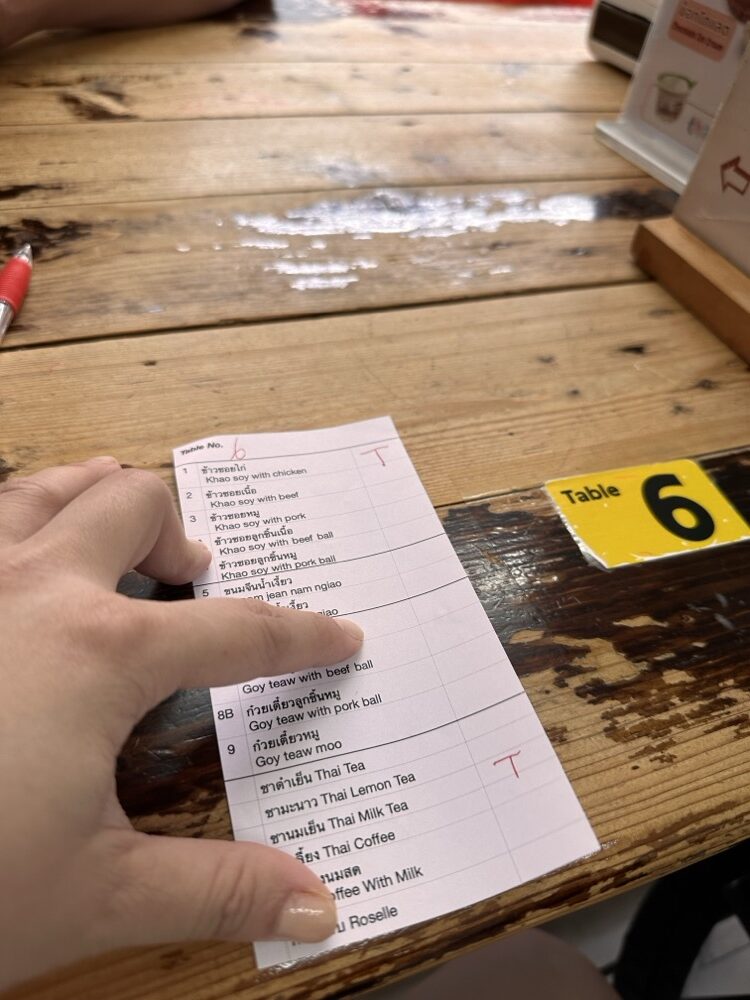 Table No. 6
1 ข้าวซอยไก่ T
Khao soy with chicken
2 ข้าวซอยเนื้อ
Khao soy with beef
3 ข้าวซอยหมู
Khao soy with pork
ข้าวซอยลูกชิ้นเนื้อ
Khao soy with beef ball
ข้าวซอยลูกชิ้นหมู
Khao soy with pork ball
5 ขนมจีนน้ำเงี้ยว
jean nam ngiao
Goy teaw with beef ball
8B ก๋วยเตี๋ยวลูกชิ้นหมู
Goy teaw with pork ball
9 ก๋วยเตี๋ยวหมู
Goy teaw moo
ชาดำเย็น Thai Tea T
ชามะนาว Thai Lemon Tea
ชานมเย็น Thai Milk Tea
Thai Coffee
With Milk
Roselle
Table 6